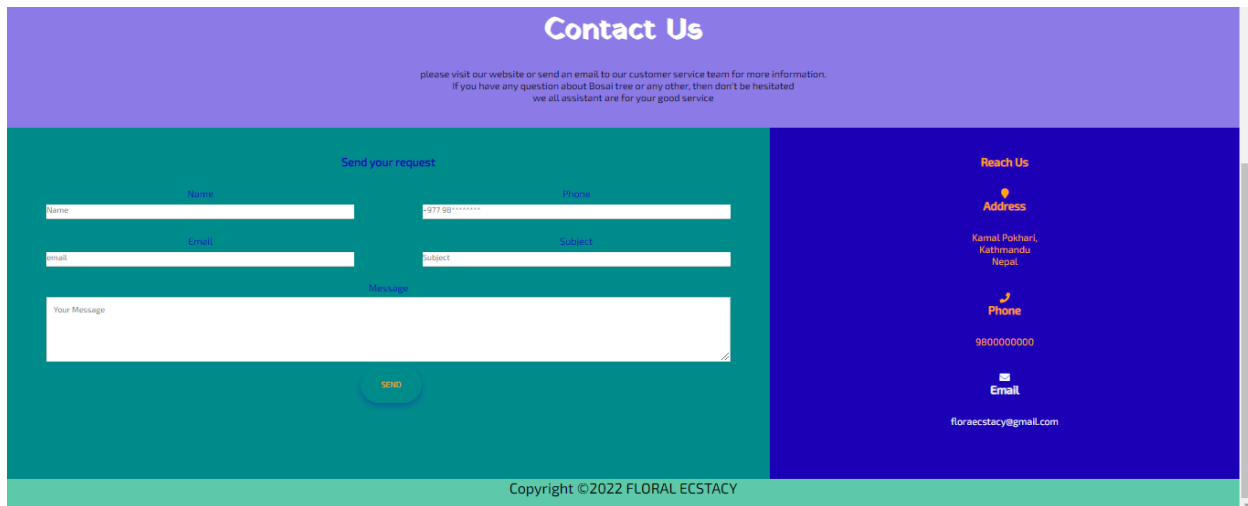 Contact Us
please visit our website or send an email to our customer service team for more information.
If you have any question about Bosai tree or any other, then don't be hesitated
we all assistant are for your good service
Send your request
Name
Phone
Name
+977 98********
Email
Subject
email
Subject
Message
Your Message
SEND
Reach Us
Address
Kamal Pokhari,
Kathmandu
Nepal
Phone
9800000000
Email
floraecstacy@gmail.com
Copyright ©2022 FLORAL ECSTACY